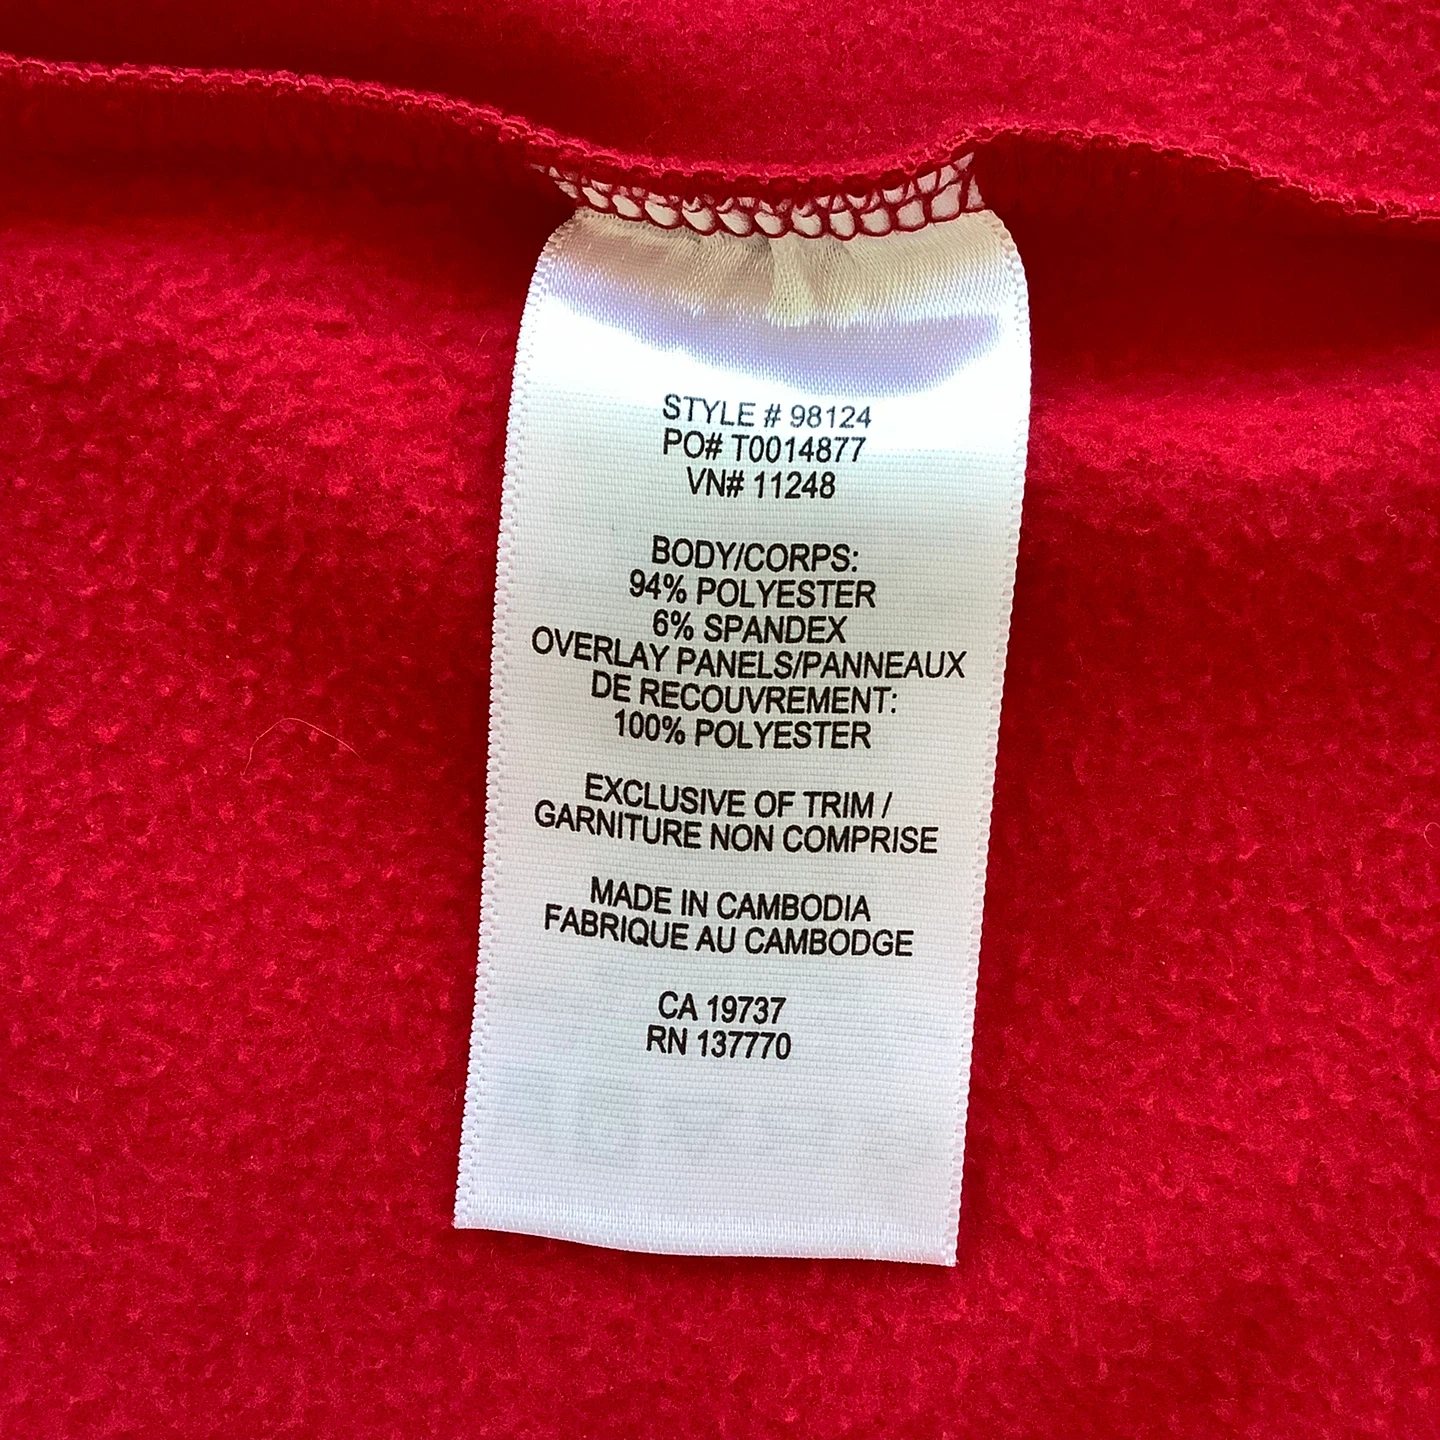 STYLE # 98124
PO# T0014877
VN# 11248
BODY/CORPS:
94% POLYESTER
6% SPANDEX
OVERLAY PANELS/PANNEAUX
DE RECOUVREMENT:
100% POLYESTER
EXCLUSIVE OF TRIM /
GARNITURE NON COMPRISE
MADE IN CAMBODIA
FABRIQUE AU CAMBODGE
CA 19737
RN 137770